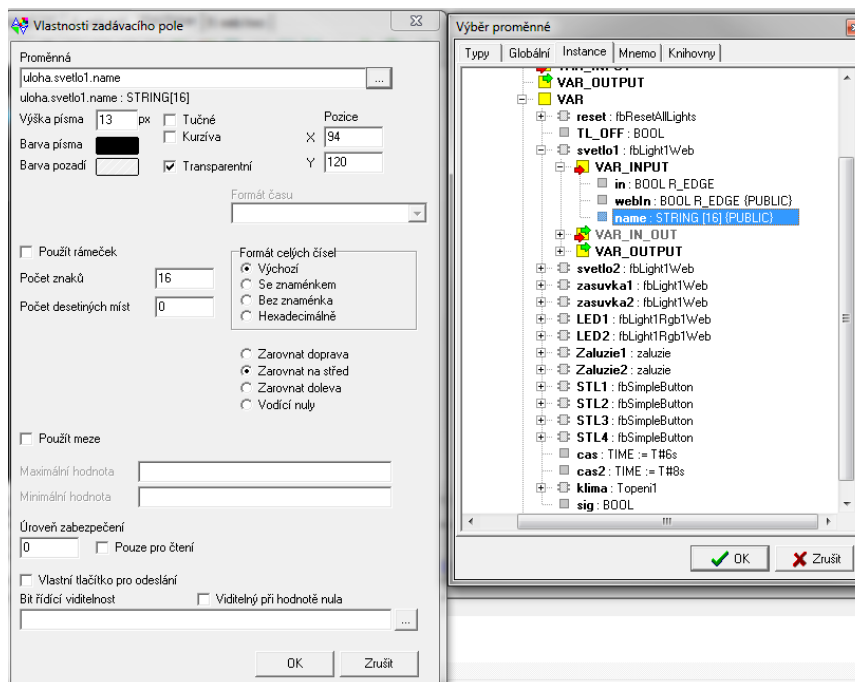 Vlastnosti zadávacího pole
Proměnná
uloha.svetlo1.name
...
uloha.svetlo1.name : STRING[16]
Výška písma 13 px Tučné
Kurzíva
Barva písma
Barva pozadí Transparentní
Pozice
X 94
Y 120
Formát času
Použít rámeček
Počet znaků 16
Počet desetiných míst 0
Formát celých čísel
Výchozí
Se znaménkem
Bez znaménka
Hexadecimálně
Zarovnat doprava
Zarovnat na střed
Zarovnat doleva
Vodící nuly
Použít meze
Maximální hodnota
Minimální hodnota
Úroveň zabezpečení
0 Pouze pro čtení
Vlastní tlačítko pro odeslání
Bit řídící viditelnost Viditelný při hodnotě nula
...
OK Zrušit
Výběr proměnné
Typy Globální Instance Mnemo Knihovny
VAR_INPUT
VAR_OUTPUT
VAR
reset : fbResetAllLights
TL_OFF : BOOL
svetlo1 : fbLight1Web
VAR_INPUT
in : BOOL R_EDGE
webIn : BOOL R_EDGE {PUBLIC}
name : STRING [16] {PUBLIC}
VAR_IN_OUT
VAR_OUTPUT
svetlo2 : fbLight1Web
zasuvka1 : fbLight1Web
zasuvka2 : fbLight1Web
LED1 : fbLight1Rgb1Web
LED2 : fbLight1Rgb1Web
Zaluzie1 : zaluzie
Zaluzie2 : zaluzie
STL1 : fbSimpleButton
STL2 : fbSimpleButton
STL3 : fbSimpleButton
STL4 : fbSimpleButton
cas : TIME := T#6s
cas2 : TIME := T#8s
klima : Topeni1
sig : BOOL
OK Zrušit